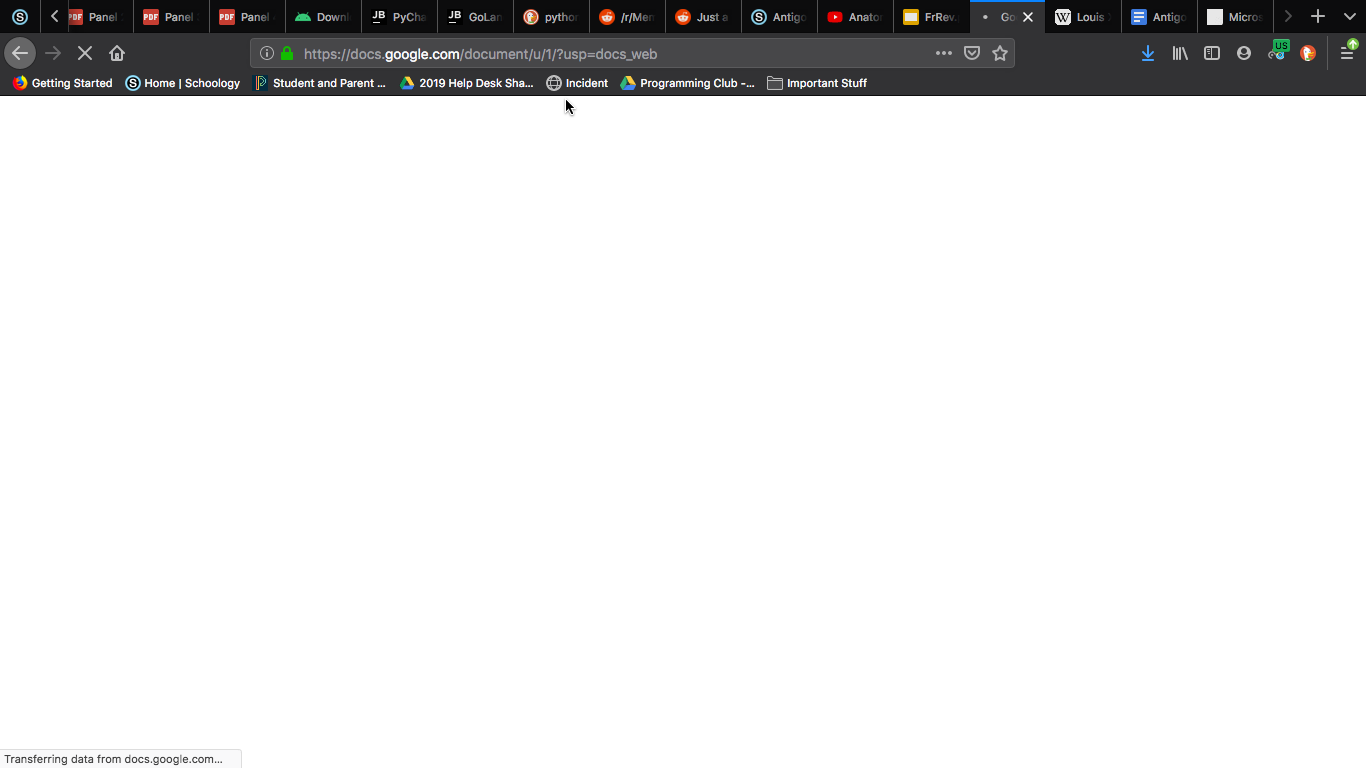 S PDF Panel PDF Panel PDF Panel Downl JB PyCha JB GoLan python /r/Men Just a S Antigo Anator FrRev. Go W Louis Antigo Micros
https://docs.google.com/document/u/1/?usp=docs_web US
Getting Started S Home | Schoology Student and Parent ... 2019 Help Desk Sha... Incident Programming Club -... Important Stuff
Transferring data from docs.google.com...